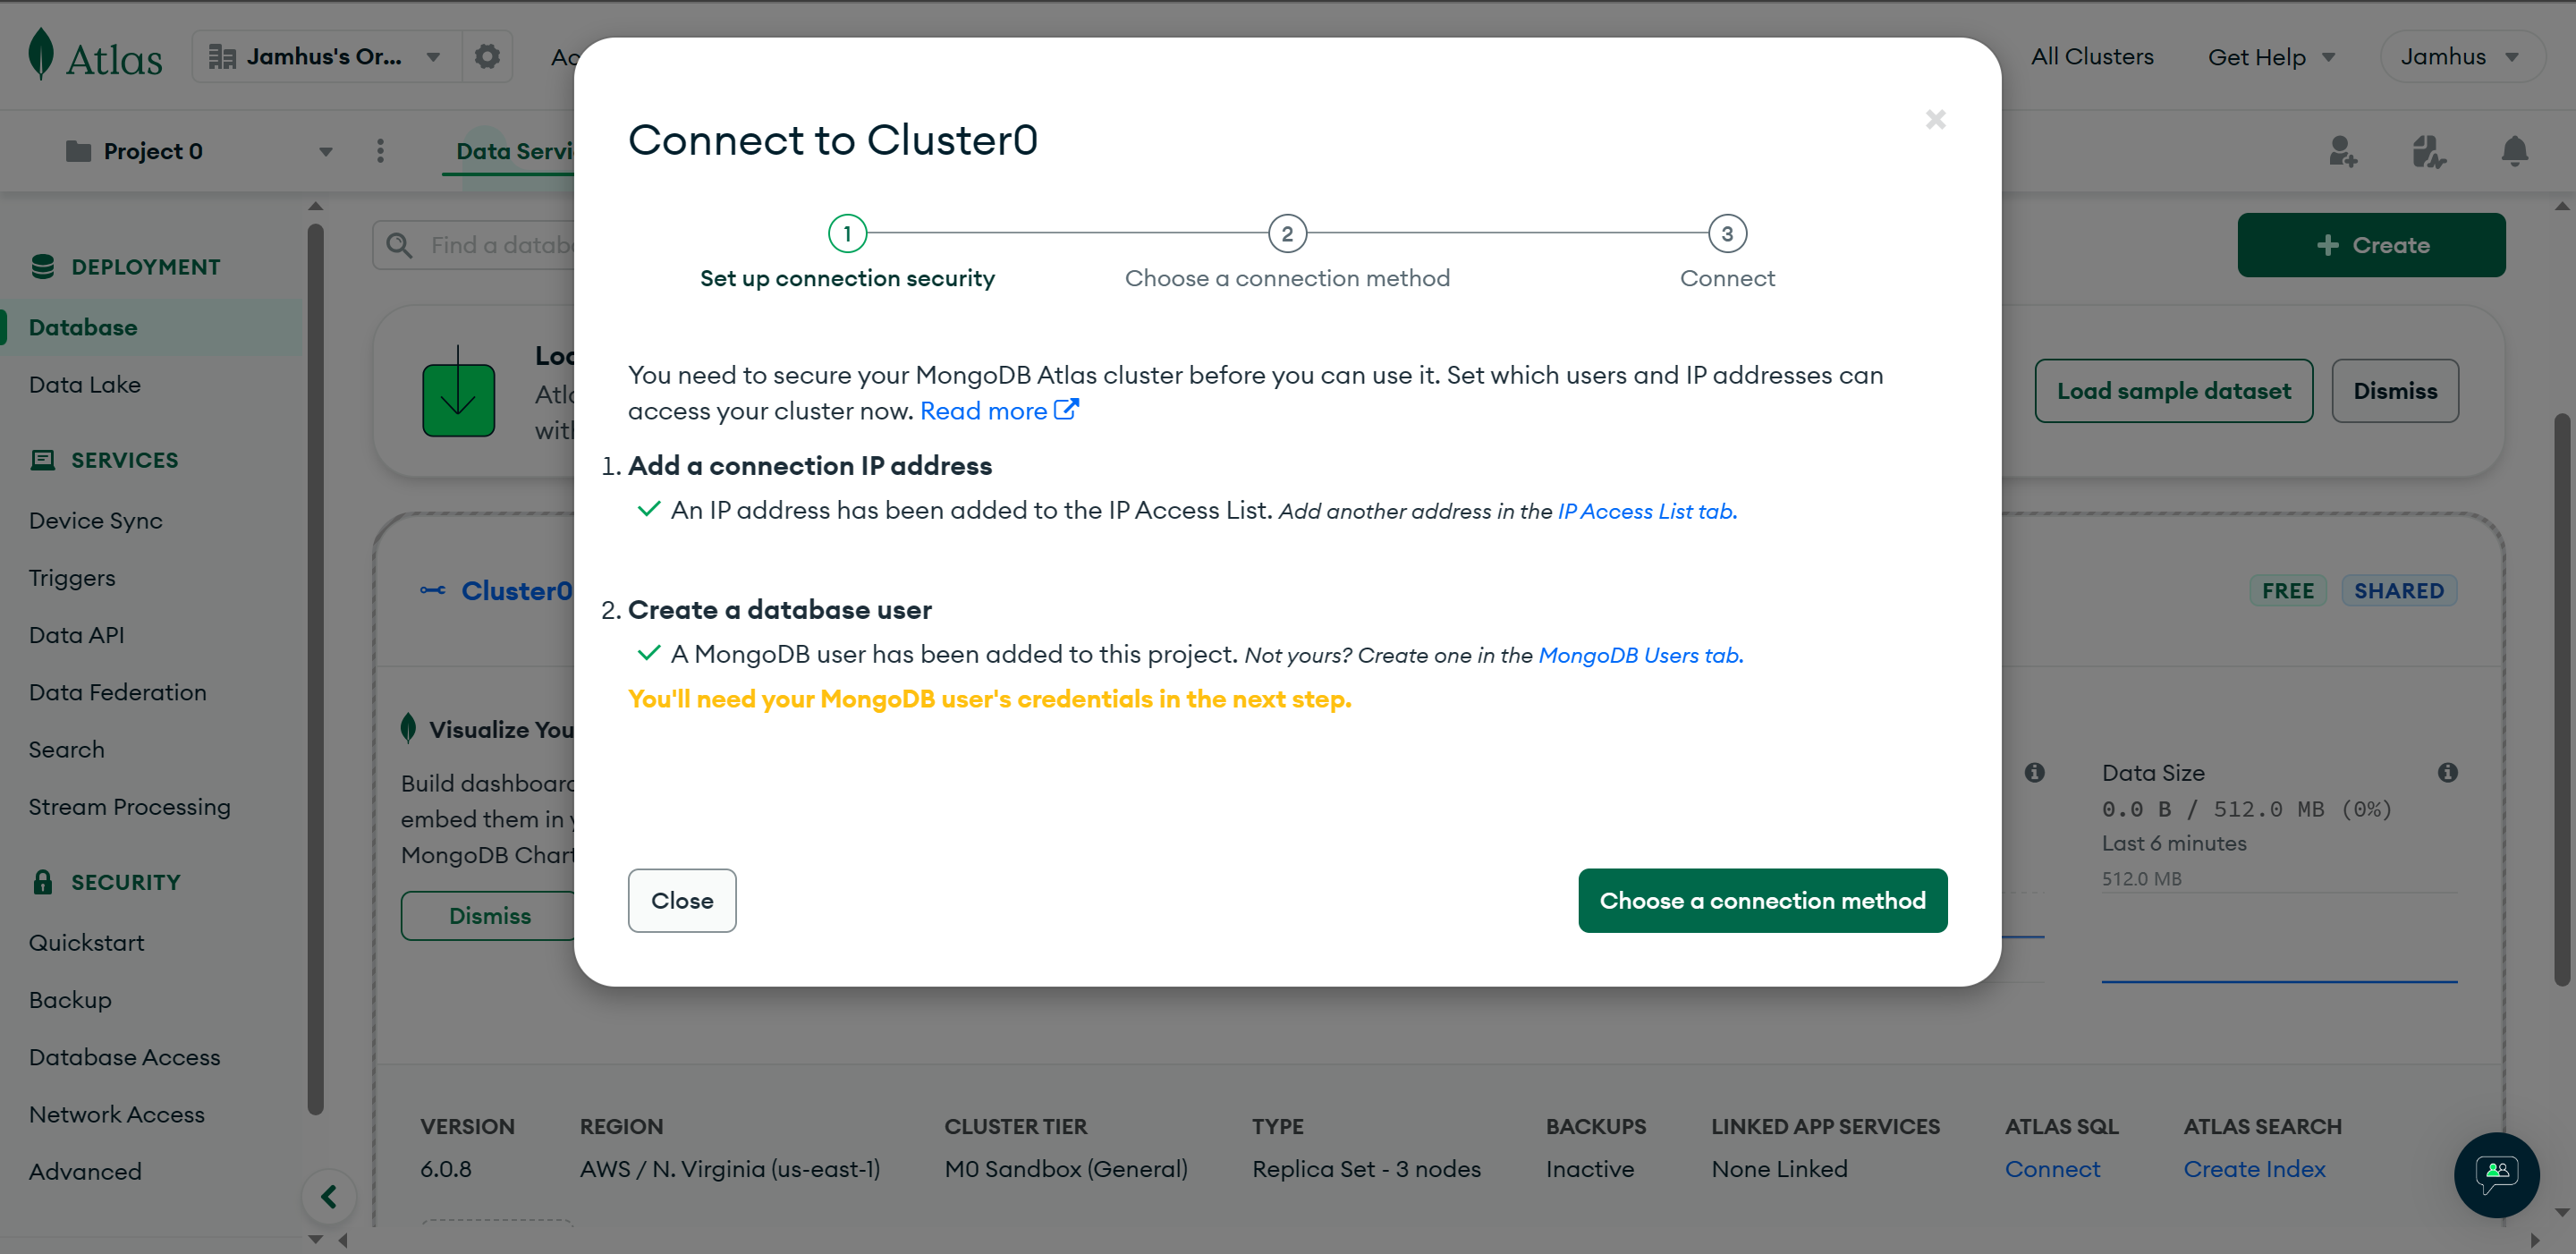 Atlas
Jamhus's Or...
All Clusters
Get Help
Jamhus
Project 0
DEPLOYMENT
Database
Data Lake
SERVICES
Device Sync
Triggers
Data API
Data Federation
Search
Stream Processing
SECURITY
Quickstart
Backup
Database Access
Network Access
Advanced
Create
Load sample dataset
Dismiss
Cluster0
FREE
SHARED
Visualize You
Build dashboard
embed them in y
MongoDB Chart
Dismiss
Data Size
0.0 B / 512.0 MB (0%)
Last 6 minutes
512.0 MB
Connect to Cluster0
1
2
3
Set up connection security
Choose a connection method
Connect
You need to secure your MongoDB Atlas cluster before you can use it. Set which users and IP addresses can
access your cluster now. Read more
1. Add a connection IP address
An IP address has been added to the IP Access List. Add another address in the IP Access List tab.
2. Create a database user
A MongoDB user has been added to this project. Not yours? Create one in the MongoDB Users tab.
You'll need your MongoDB user's credentials in the next step.
Close
Choose a connection method
VERSION REGION CLUSTER TIER TYPE BACKUPS LINKED APP SERVICES ATLAS SQL ATLAS SEARCH
6.0.8 AWS / N. Virginia (us-east-1) M0 Sandbox (General) Replica Set - 3 nodes Inactive None Linked Connect Create Index